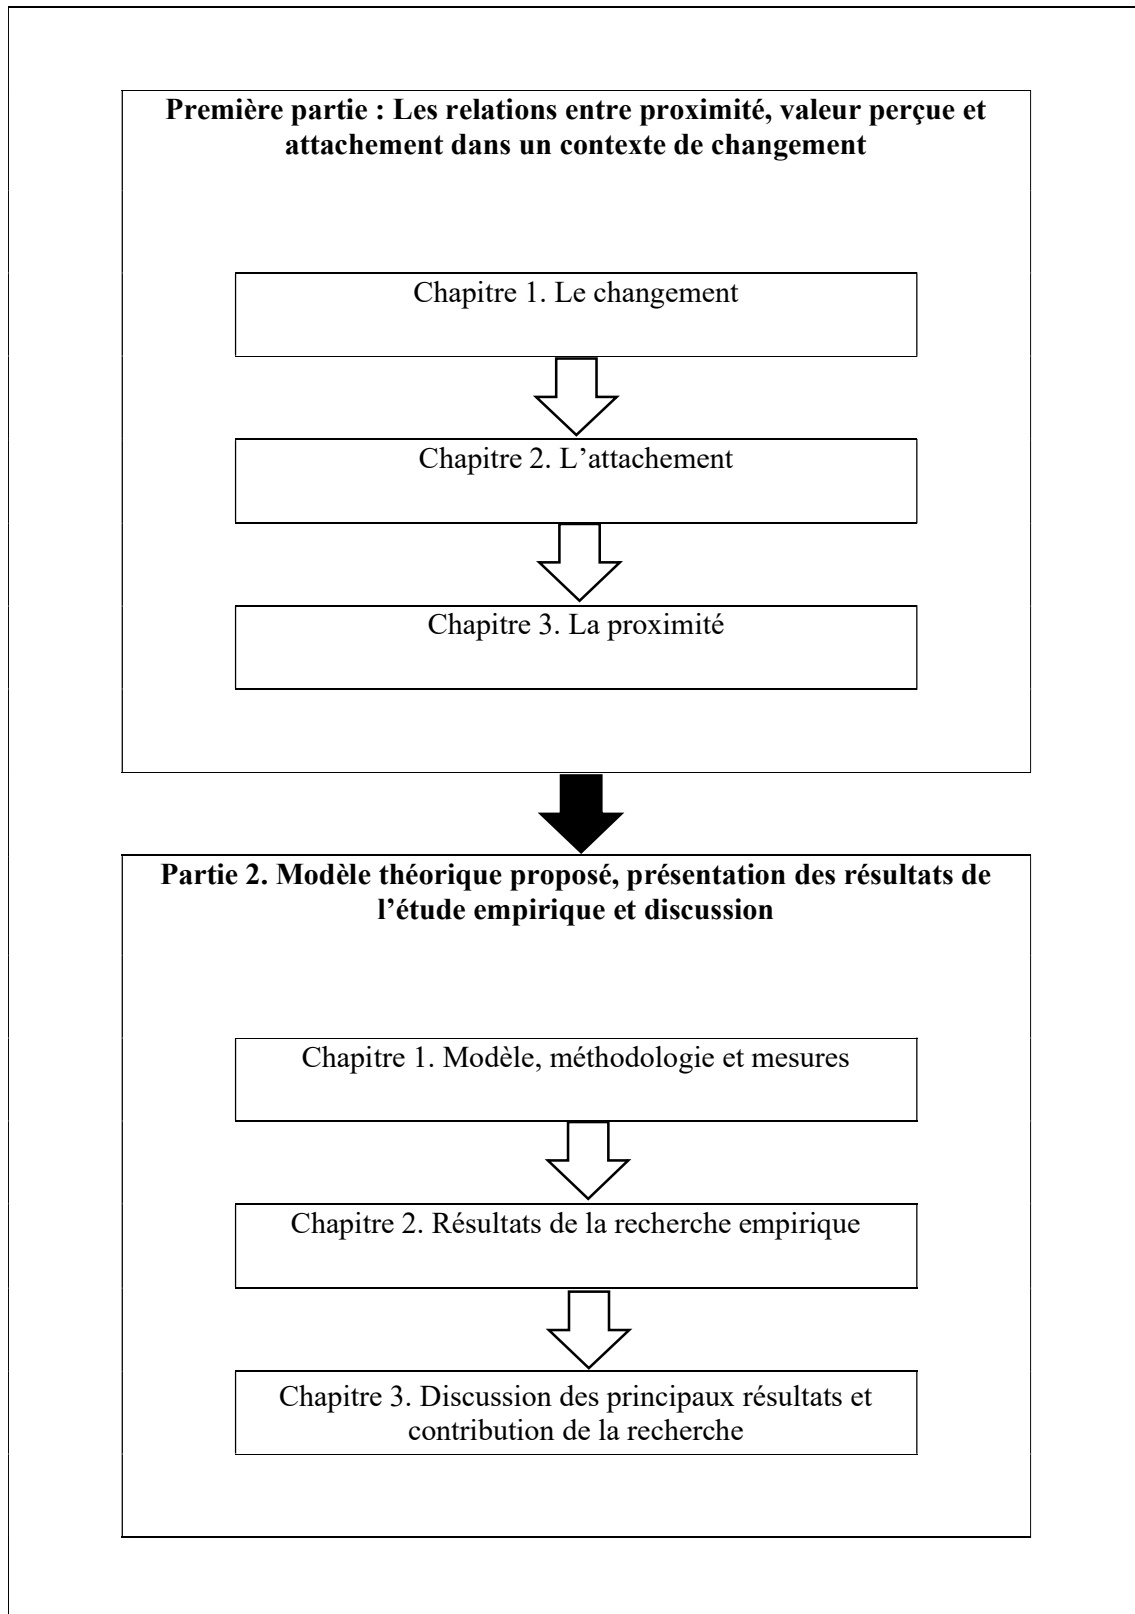 Première partie : Les relations entre proximité, valeur perçue et
attachement dans un contexte de changement
Chapitre 1. Le changement
Chapitre 2. L’attachement
Chapitre 3. La proximité
Partie 2. Modèle théorique proposé, présentation des résultats de
l’étude empirique et discussion
Chapitre 1. Modèle, méthodologie et mesures
Chapitre 2. Résultats de la recherche empirique
Chapitre 3. Discussion des principaux résultats et
contribution de la recherche